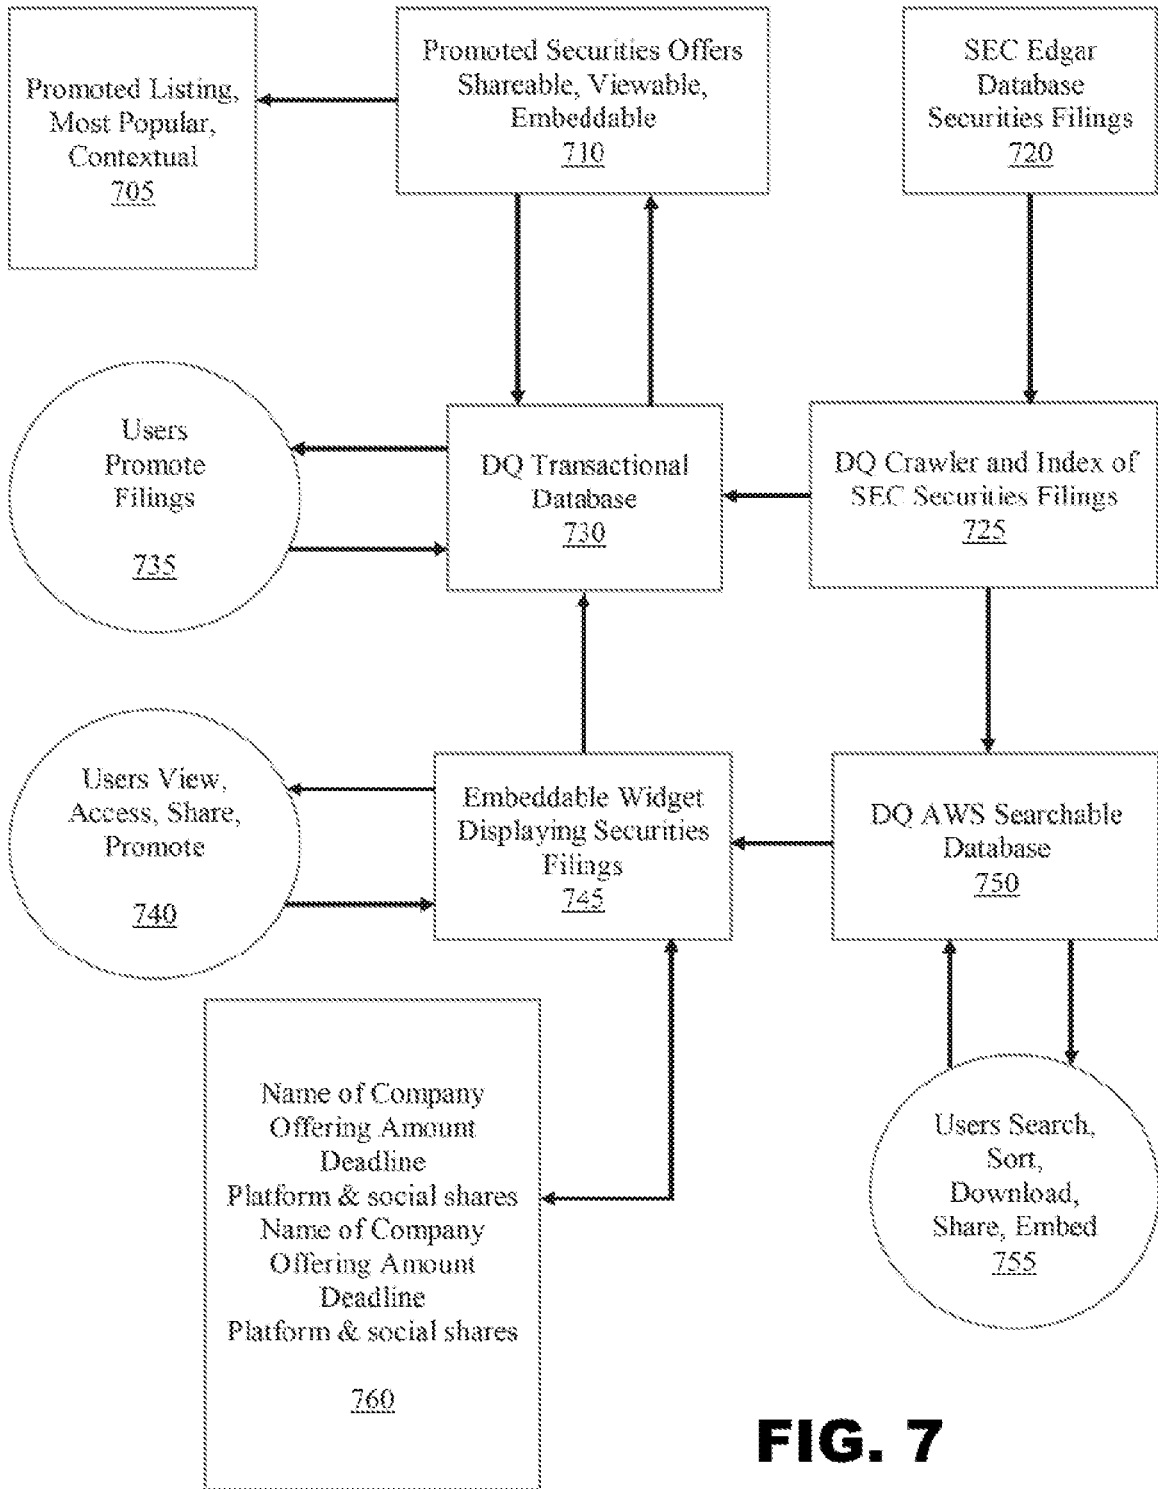 Promoted Listing,
Most Popular,
Contextual
705
Promoted Securities Offers
Shareable, Viewable,
Embeddable
710
SEC Edgar
Database
Securities Filings
720
Users
Promote
Filings
735
DQ Transactional
Database
730
DQ Crawler and Index of
SEC Securities Filings
725
Users View,
Access, Share,
Promote
740
Embeddable Widget
Displaying Securities
Filings
745
DQ AWS Searchable
Database
750
Name of Company
Offering Amount
Deadline
Platform & social shares
Name of Company
Offering Amount
Deadline
Platform & social shares
760
Users Search,
Sort,
Download,
Share, Embed
755
FIG. 7